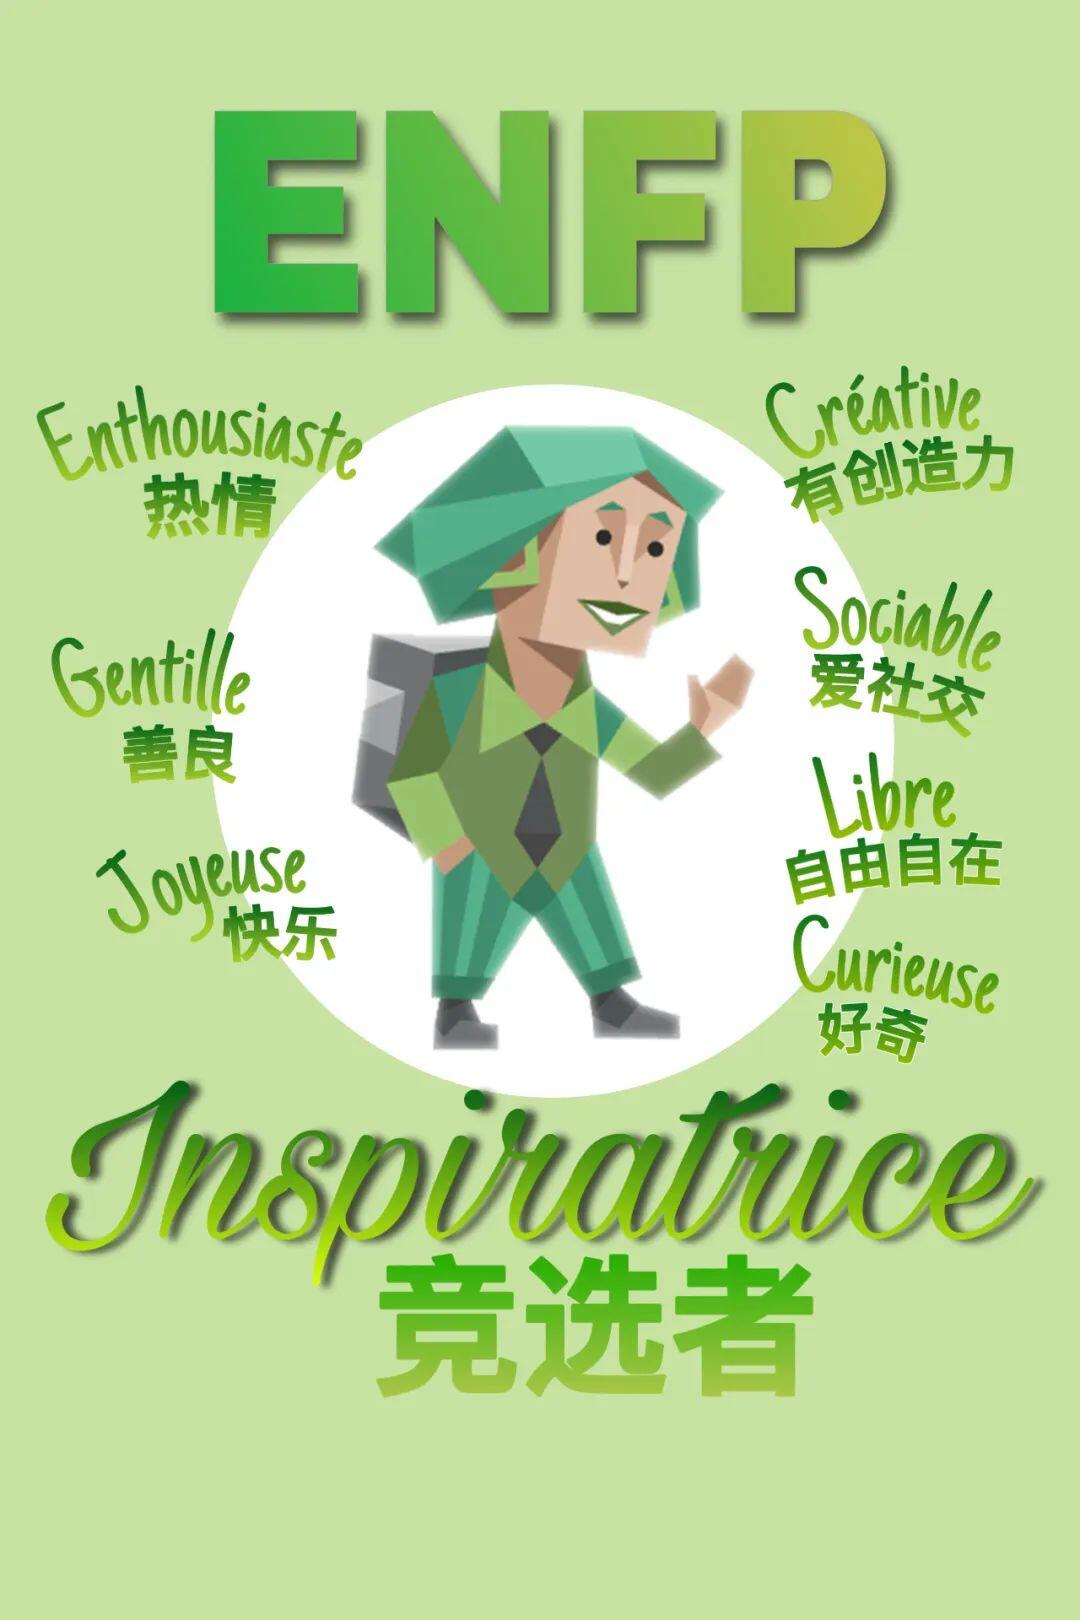 ENFP
Enthousiaste
热情
Créative
有创造力
Gentille
善良
Sociable
爱社交
Joyeuse
快乐
Libre
自由自在
Curieuse
好奇
Inspiratrice
竞选者